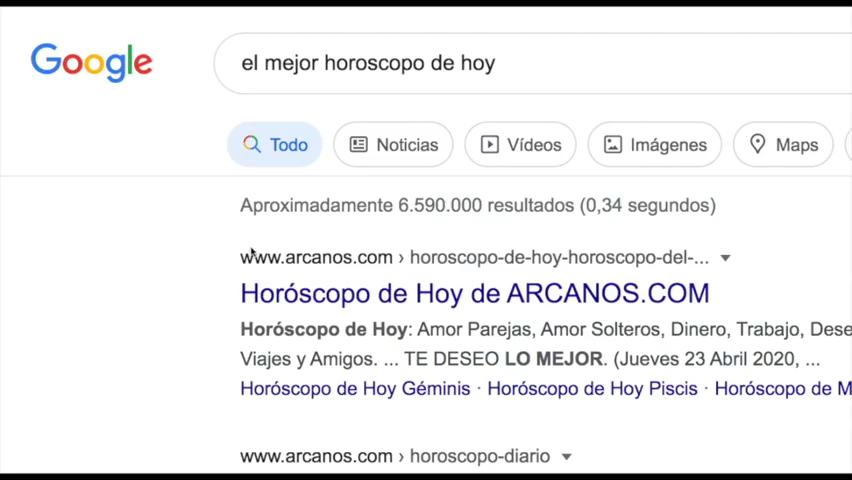 Google
el mejor horoscopo de hoy
Todo Noticias Vídeos Imágenes Maps
Aproximadamente 6.590.000 resultados (0,34 segundos)
www.arcanos.com › horoscopo-de-hoy-horoscopo-del-...
Horóscopo de Hoy de ARCANOS.COM
Horóscopo de Hoy: Amor Parejas, Amor Solteros, Dinero, Trabajo, Dese
Viajes y Amigos. ... TE DESEO LO MEJOR. (Jueves 23 Abril 2020, ...
Horóscopo de Hoy Géminis · Horóscopo de Hoy Piscis · Horóscopo de M
www.arcanos.com › horoscopo-diario